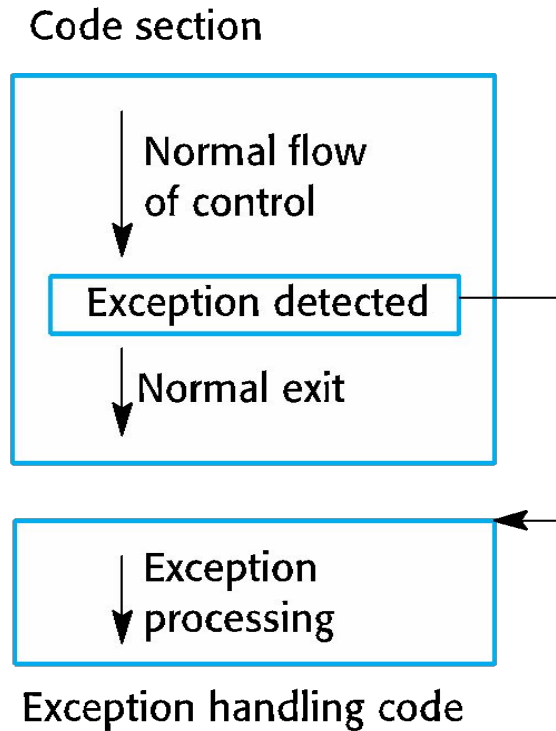 Code section
Normal flow
of control
Exception detected
Normal exit
Exception
processing
Exception handling code